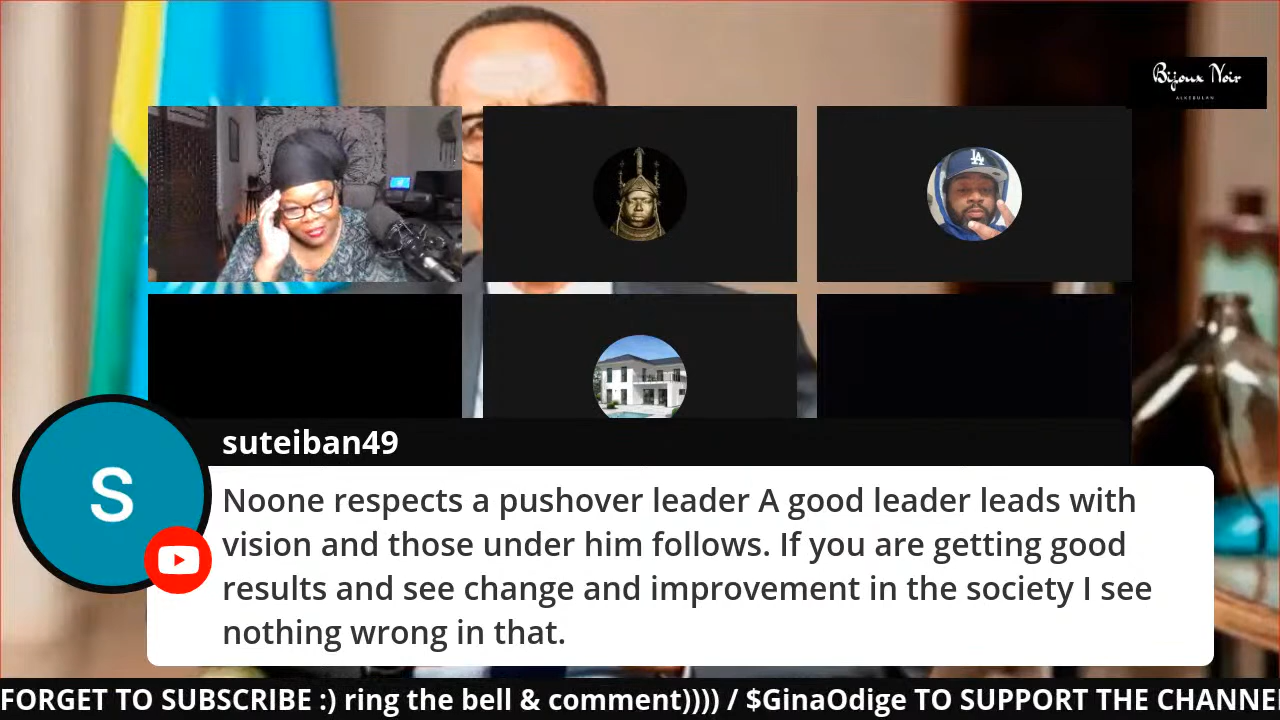 Bijoux Noir
ALKEBULAN
LA
S
suteiban49
Noone respects a pushover leader A good leader leads with
vision and those under him follows. If you are getting good
results and see change and improvement in the society I see
nothing wrong in that.
FORGET TO SUBSCRIBE :) ring the bell & comment)))) / $GinaOdige TO SUPPORT THE CHANNE